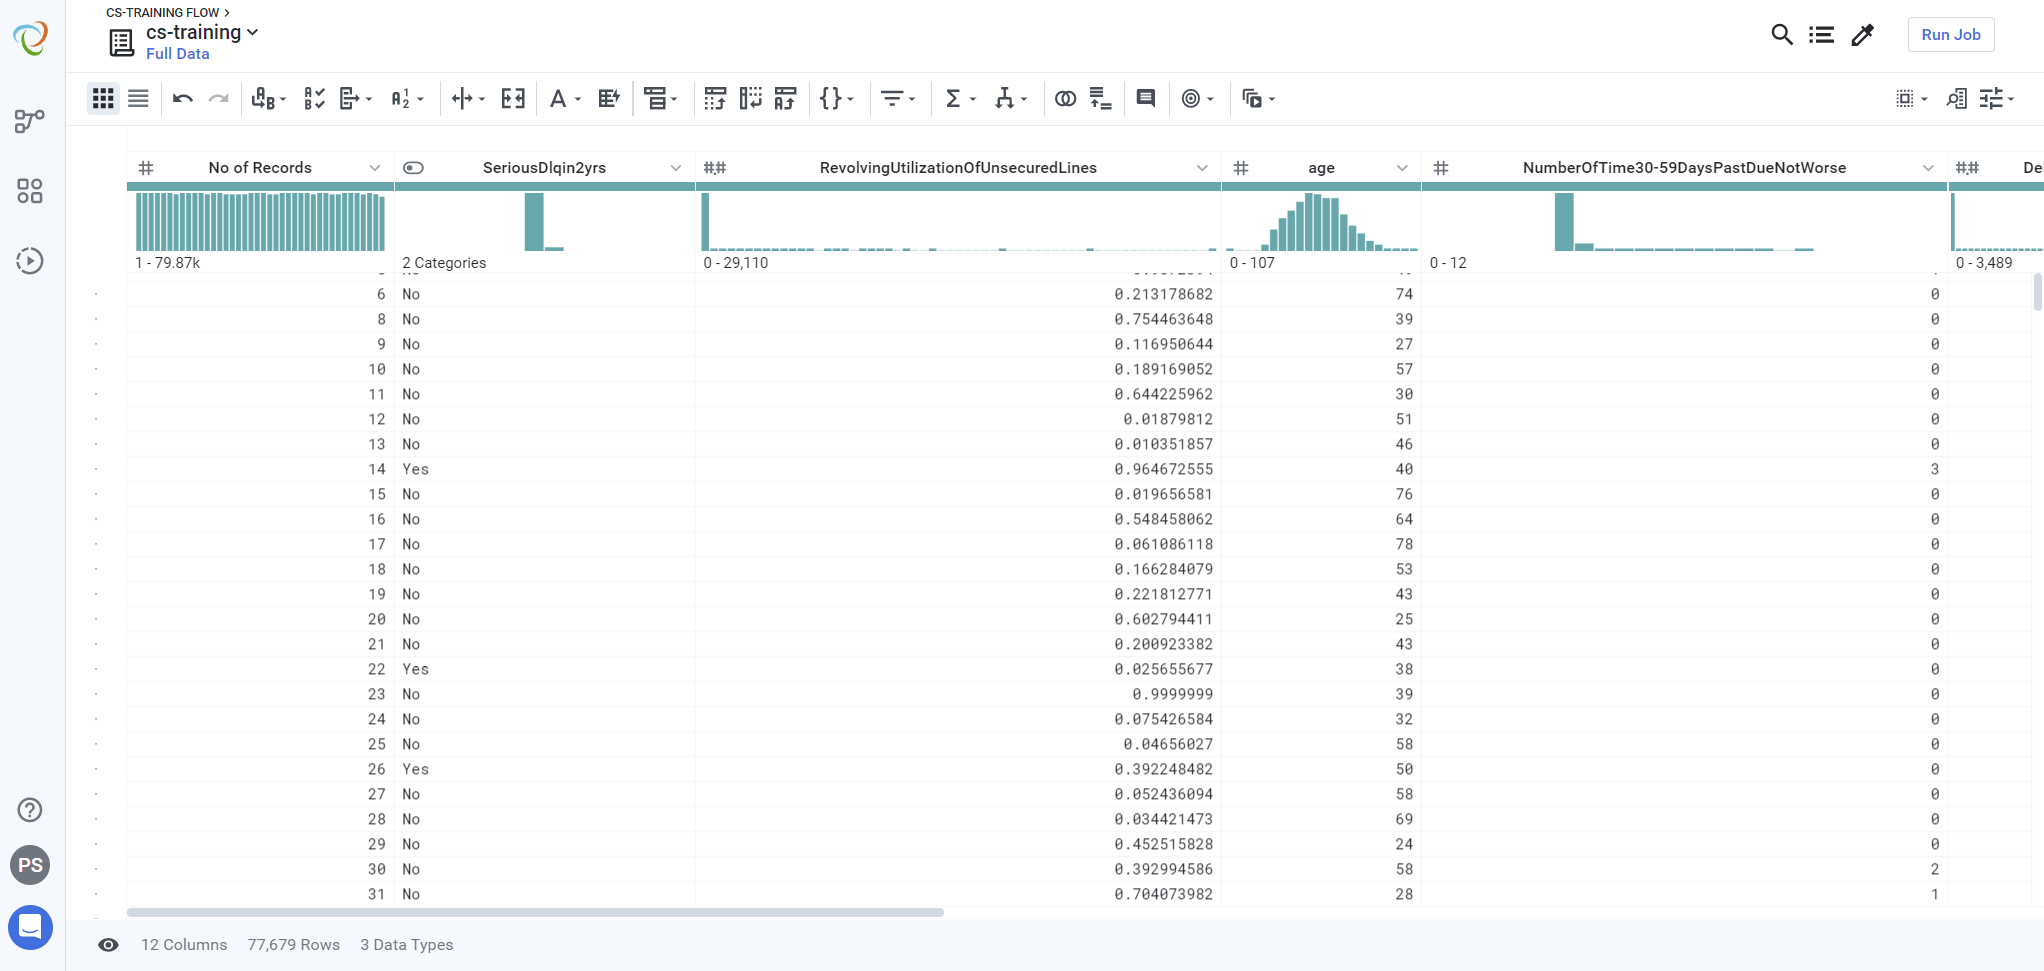 CS-TRAINING FLOW
cs-training
Full Data
Run Job
No of Records SeriousDlqin2yrs RevolvingUtilizationOfUnsecuredLines age NumberOfTime30-59DaysPastDueNotWorse
1 - 79.87k 2 Categories 0 - 29,110 0 - 107 0 - 12 0 - 3,489
6 No 0.213178682 74 0
8 No 0.754463648 39 0
9 No 0.116950644 27 0
10 No 0.189169052 57 0
11 No 0.644225962 30 0
12 No 0.01879812 51 0
13 No 0.010351857 46 0
14 Yes 0.964672555 40 3
15 No 0.019656581 76 0
16 No 0.548458062 64 0
17 No 0.061086118 78 0
18 No 0.166284079 53 0
19 No 0.221812771 43 0
20 No 0.602794411 25 0
21 No 0.200923382 43 0
22 Yes 0.025655677 38 0
23 No 0.9999999 39 0
24 No 0.075426584 32 0
25 No 0.04656027 58 0
26 Yes 0.392248482 50 0
27 No 0.052436094 58 0
28 No 0.034421473 69 0
29 No 0.452515828 24 0
30 No 0.392994586 58 2
31 No 0.704073982 28 1
PS
12 Columns 77,679 Rows 3 Data Types